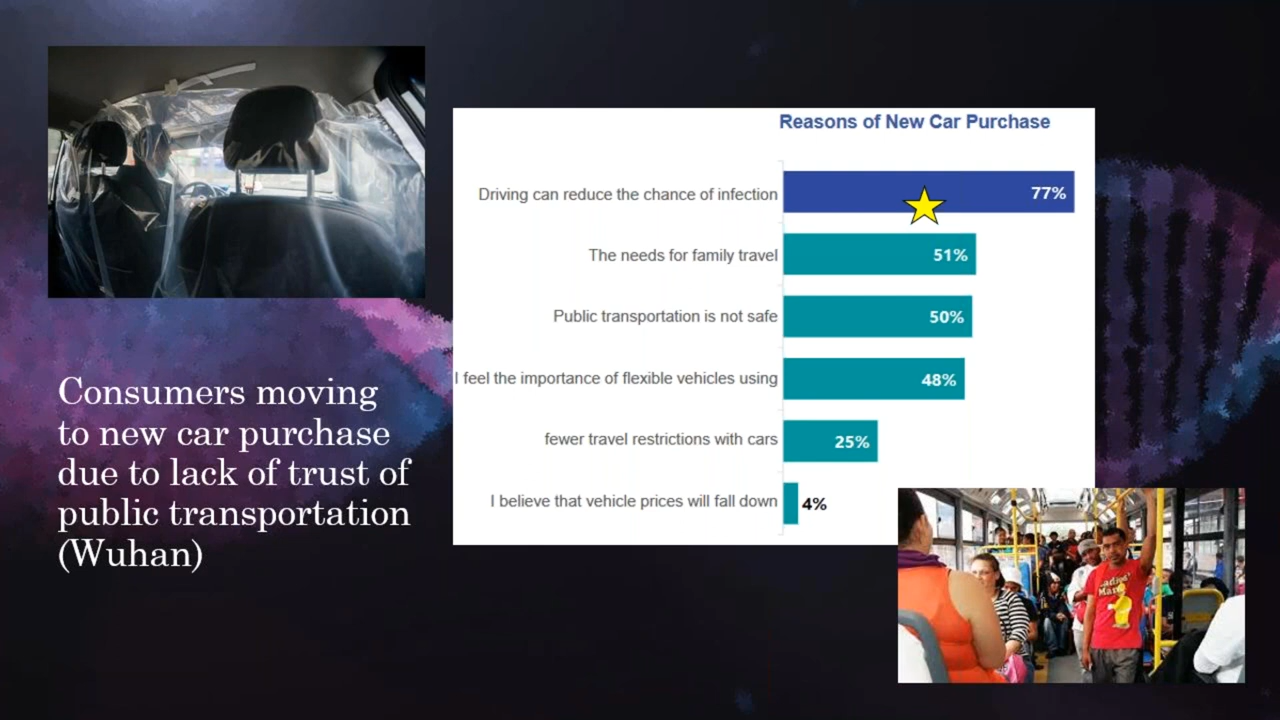 Reasons of New Car Purchase
Driving can reduce the chance of infection
77%
The needs for family travel
51%
Public transportation is not safe
50%
I feel the importance of flexible vehicles using
48%
fewer travel restrictions with cars
25%
I believe that vehicle prices will fall down
4%
Consumers moving
to new car purchase
due to lack of trust of
public transportation
(Wuhan)